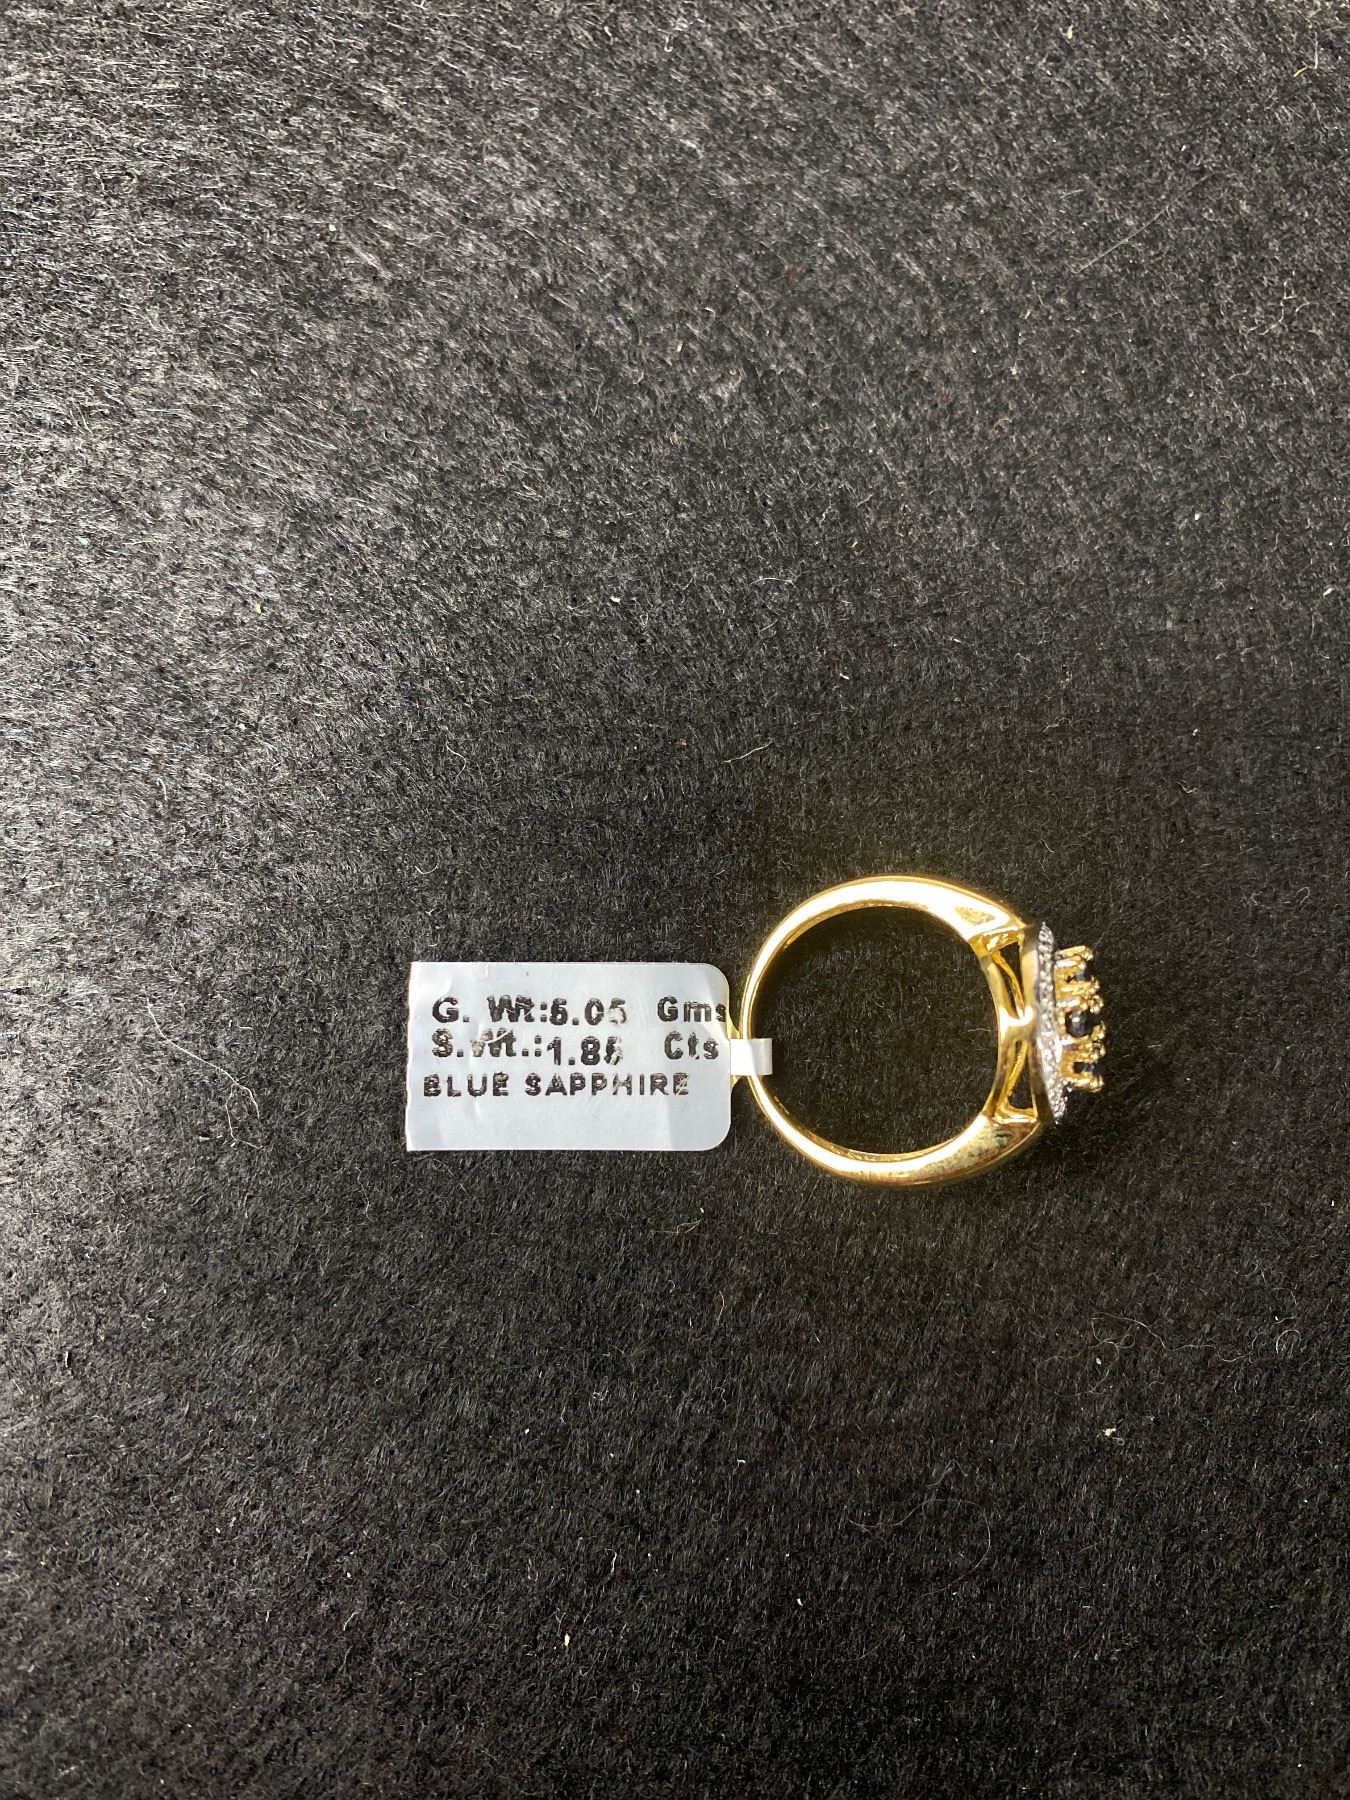 G. Wt:5.05 Gms
S.Wt.:1.85 Cts
BLUE SAPPHIRE